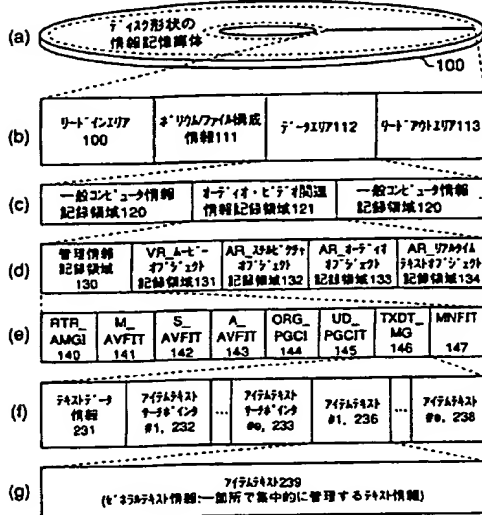 (a)
ディスク形状の
情報記憶媒体
100
(b)
リードインエリア
100
ボリウム/ファイル構成
情報111
データエリア112
リードアウトエリア113
(c)
一般コンピュータ情報
記録領域120
オーディオ・ビデオ関連
情報記録領域121
一般コンピュータ情報
記録領域120
(d)
管理情報
記録領域
130
VR_ムービー
オブジェクト
記録領域131
AR_スチルピクチャ
オブジェクト
記録領域132
AR_オーディオ
オブジェクト
記録領域133
AR_リアルタイム
テキストオブジェクト
記録領域134
(e)
RTR_
AMGI
140
M_
AVFIT
141
S_
AVFIT
142
A_
AVFIT
143
ORG_
PGCI
144
UD_
PGCIT
145
TXDT_
MG
146
MNFIT
147
(f)
テキストデータ
情報
231
アイテムテキスト
サーチポインタ
#1, 232
...
アイテムテキスト
サーチポインタ
#e, 233
アイテムテキスト
#1, 236
...
アイテムテキスト
#e, 238
(g)
アイテムテキスト239
(ゼネラルテキスト情報:一箇所で集中的に管理するテキスト情報)